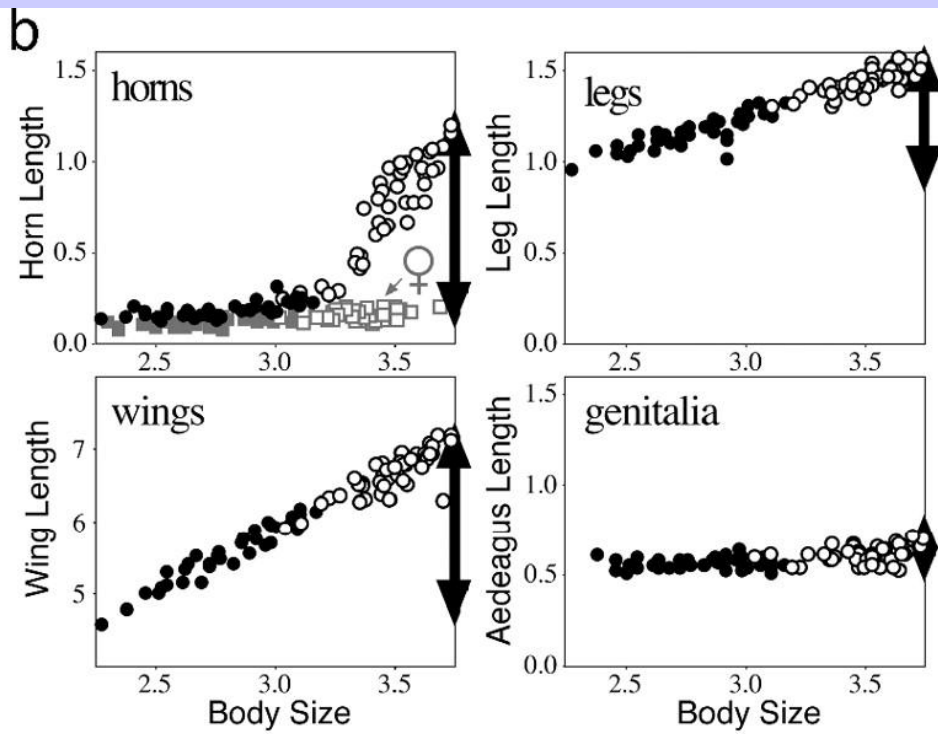 b
horns
Horn Length
1.5
1.0
0.5
0.0
2.5 3.0 3.5
♀
legs
Leg Length
1.5
1.0
0.5
0.0
2.5 3.0 3.5
wings
Wing Length
7
6
5
2.5 3.0 3.5
Body Size
genitalia
Aedeagus Length
1.5
1.0
0.5
0.0
2.5 3.0 3.5
Body Size